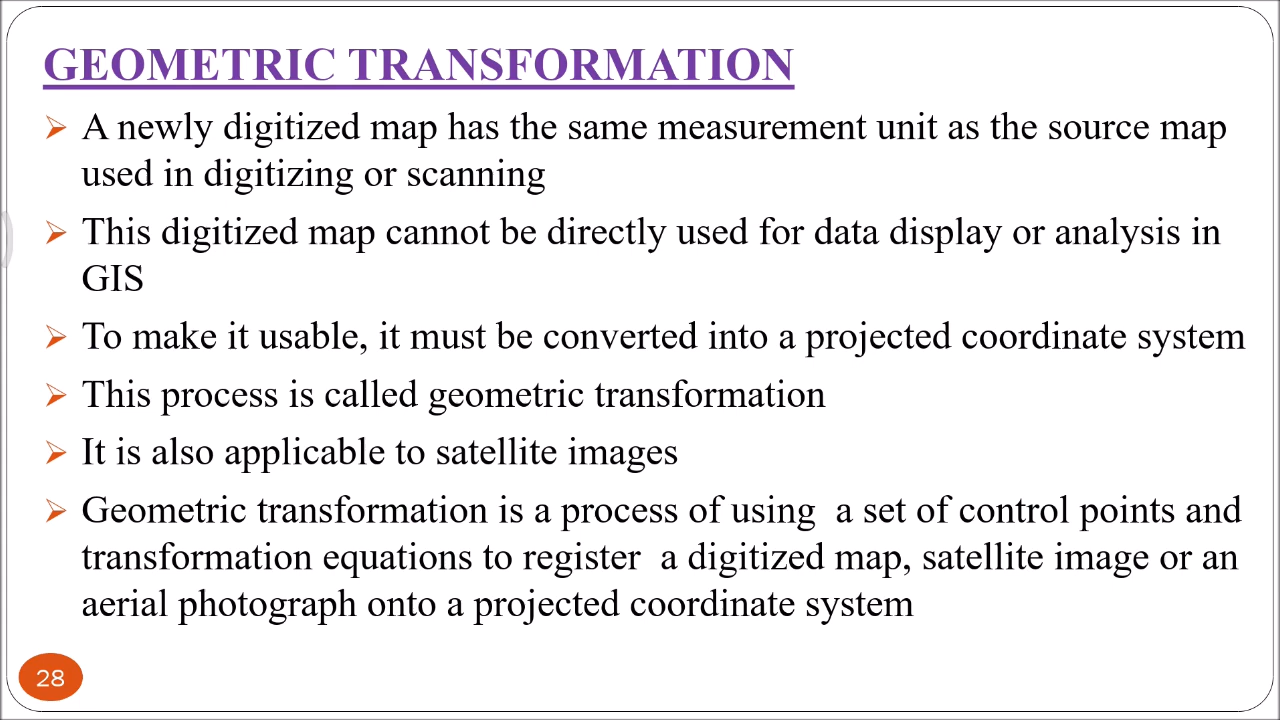 GEOMETRIC TRANSFORMATION
A newly digitized map has the same measurement unit as the source map
used in digitizing or scanning
This digitized map cannot be directly used for data display or analysis in
GIS
To make it usable, it must be converted into a projected coordinate system
This process is called geometric transformation
It is also applicable to satellite images
Geometric transformation is a process of using  a set of control points and
transformation equations to register  a digitized map, satellite image or an
aerial photograph onto a projected coordinate system
28